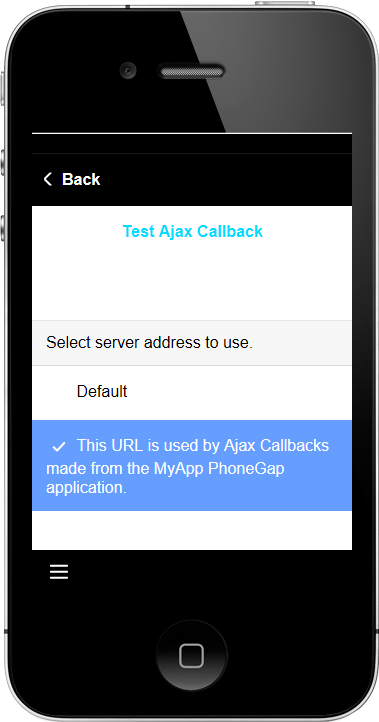 Back
Test Ajax Callback
Select server address to use.
Default
This URL is used by Ajax Callbacks
made from the MyApp PhoneGap
application.